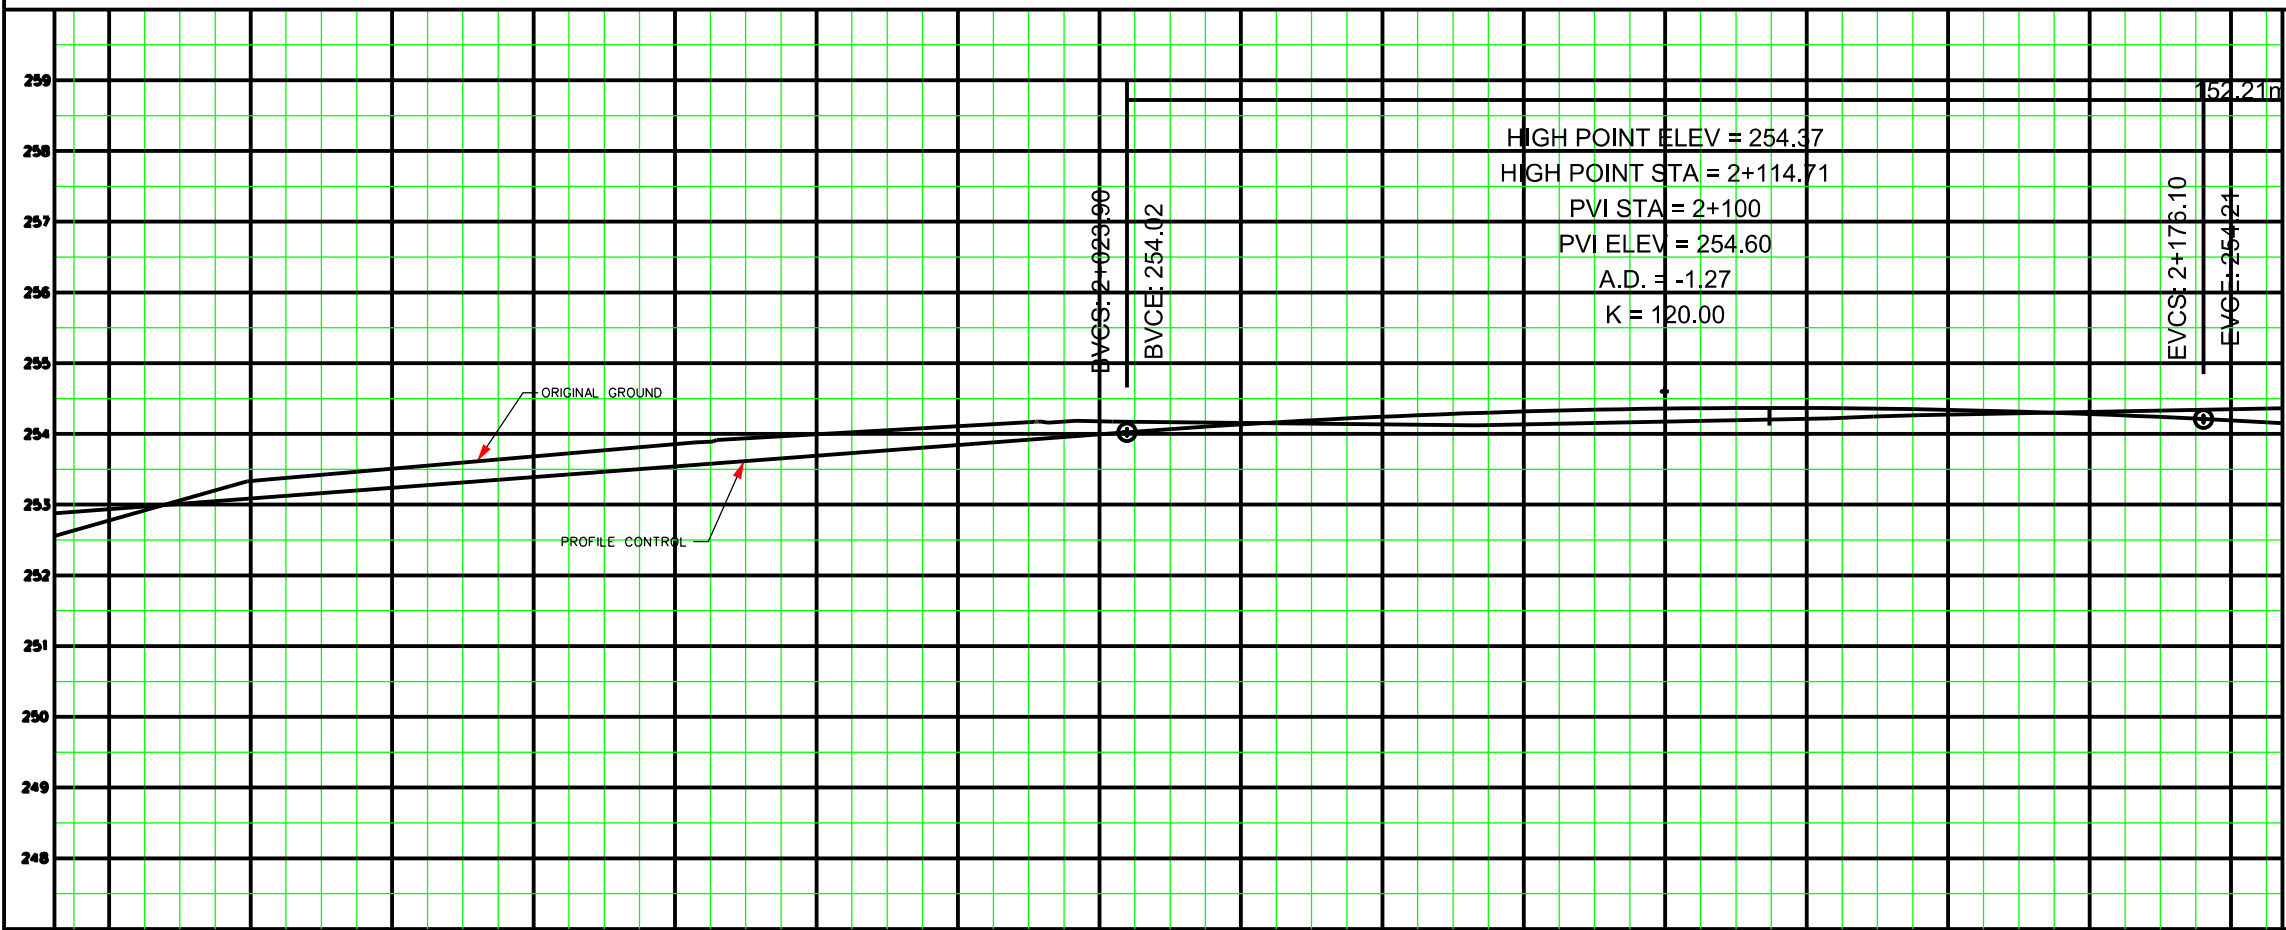 259
152.21m
HIGH POINT ELEV = 254.37
258
HIGH POINT STA = 2+114.71
BVCS: 2+023.90
BVCE: 254.02
EVCS: 2+176.10
EVCE: 254.21
257
PVI STA = 2+100
PVI ELEV = 254.60
A.D. = -1.27
256
K = 120.00
255
ORIGINAL GROUND
254
253
PROFILE CONTROL
252
251
250
249
248